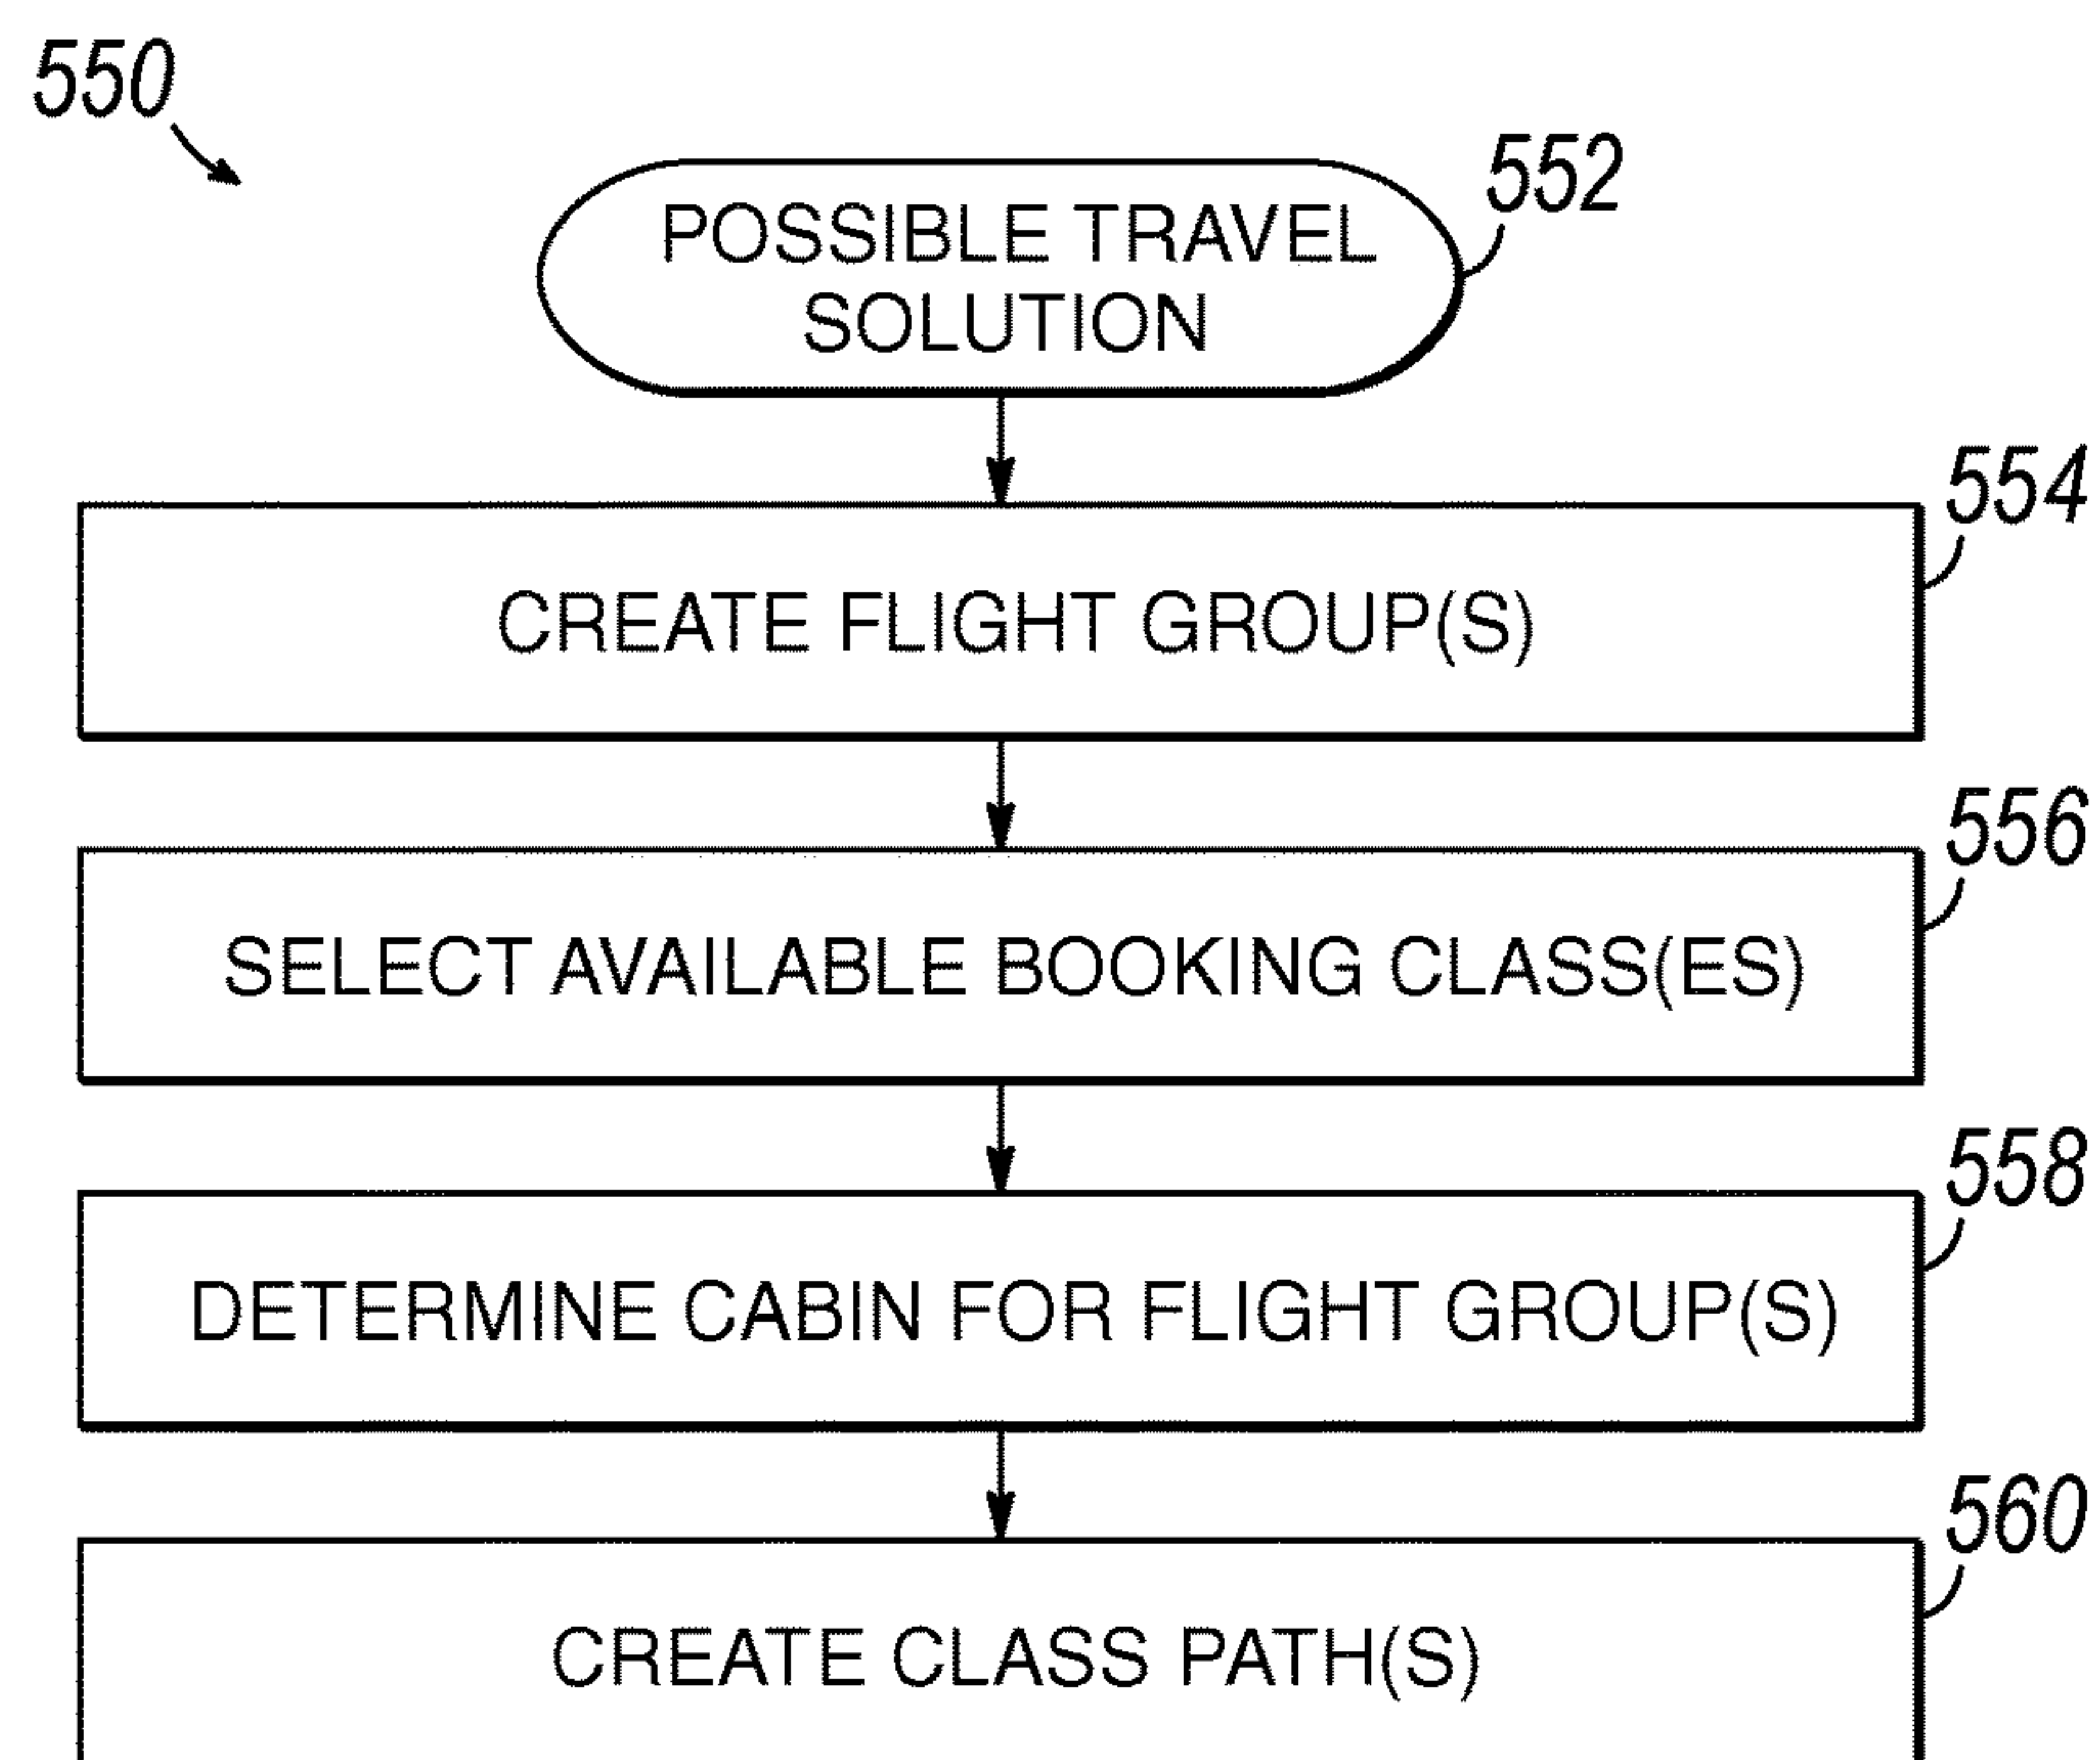 550
552
POSSIBLE TRAVEL
SOLUTION
554
CREATE FLIGHT GROUP(S)
556
SELECT AVAILABLE BOOKING CLASS(ES)
558
DETERMINE CABIN FOR FLIGHT GROUP(S)
560
CREATE CLASS PATH(S)